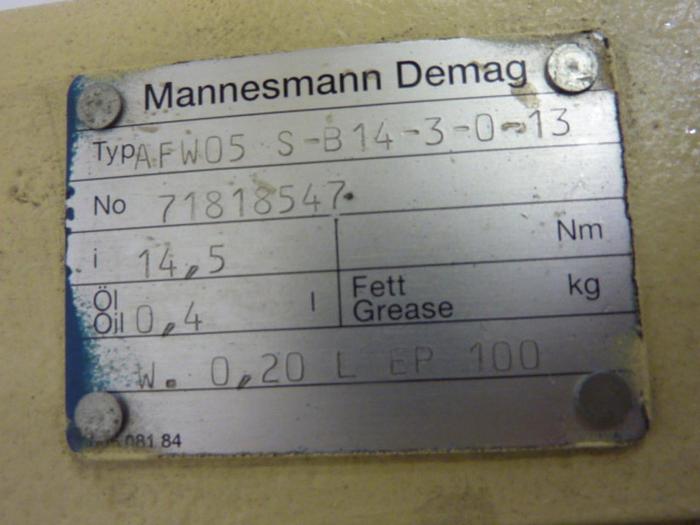 Mannesmann Demag
Typ AFW05 S-B14-3-0-13
No 71818547
i 14,5 Nm
Öl
Oil 0,4 l Fett
Grease kg
W. 0,20 L EP 100
081 84